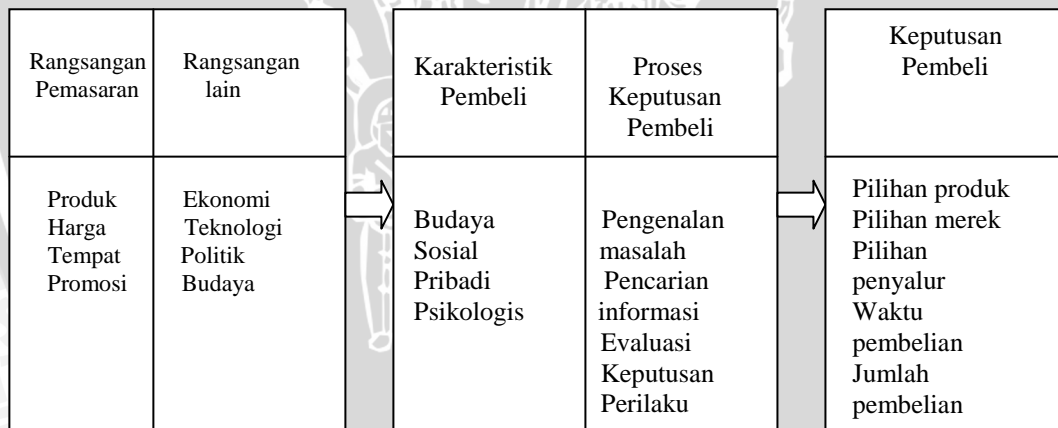 Rangsangan
Pemasaran
Rangsangan
lain
Produk
Harga
Tempat
Promosi
Ekonomi
Teknologi
Politik
Budaya
Karakteristik
Pembeli
Proses
Keputusan
Pembeli
Budaya
Sosial
Pribadi
Psikologis
Pengenalan
masalah
Pencarian
informasi
Evaluasi
Keputusan
Perilaku
Keputusan
Pembeli
Pilihan produk
Pilihan merek
Pilihan
penyalur
Waktu
pembelian
Jumlah
pembelian